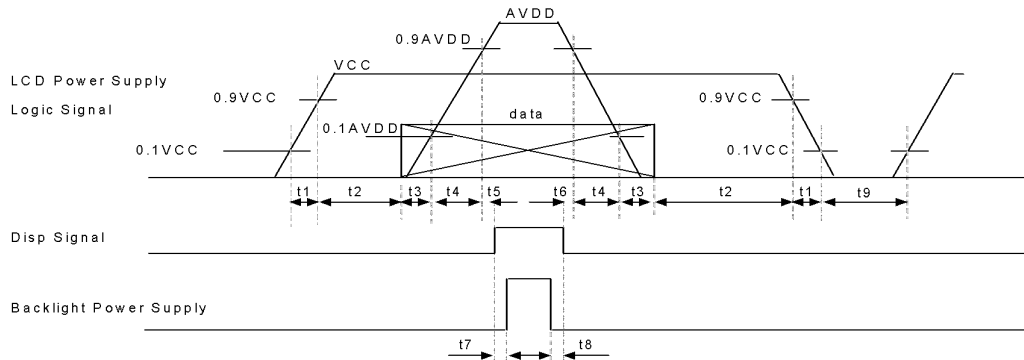 AVDD
0.9AVDD
LCD Power Supply
VCC
Logic Signal
0.9VCC
0.9VCC
data
0.1AVDD
0.1VCC
0.1VCC
t1 t2 t3 t4 t5 t6 t4 t3 t2 t1 t9
Disp Signal
Backlight Power Supply
t7 t8